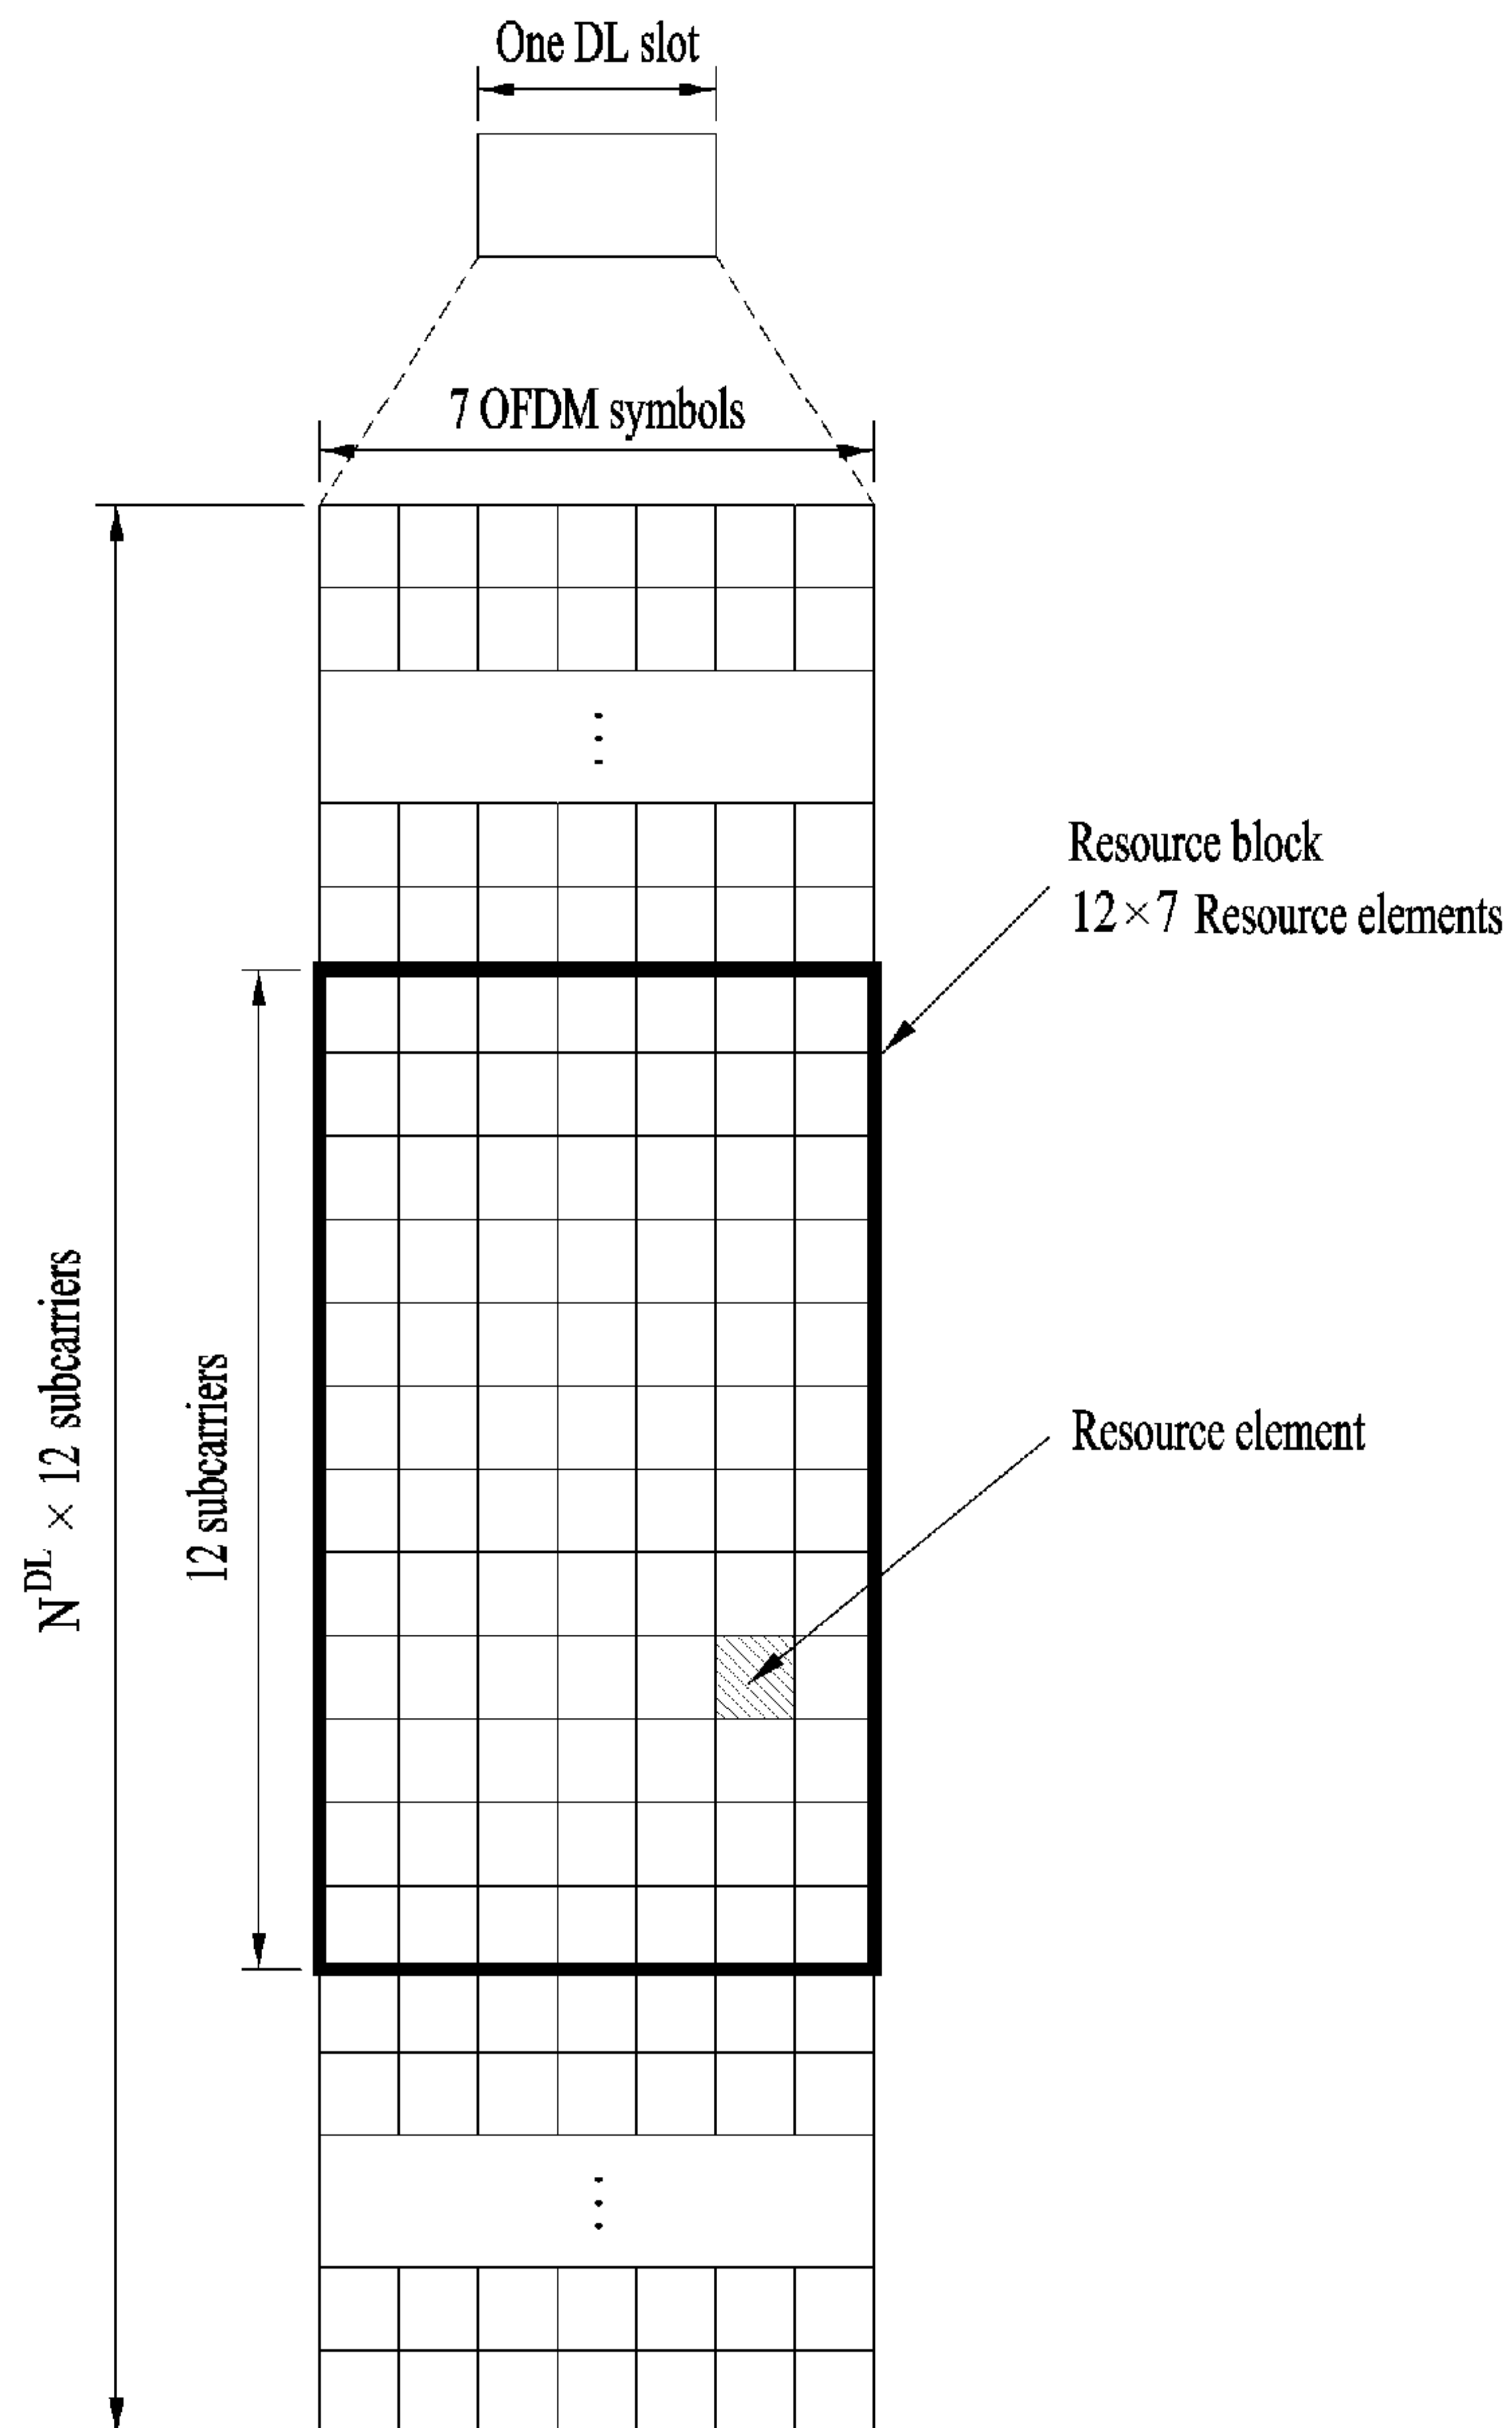 One DL slot
7 OFDM symbols
Resource block
12×7 Resource elements
N^DL × 12 subcarriers
12 subcarriers
Resource element